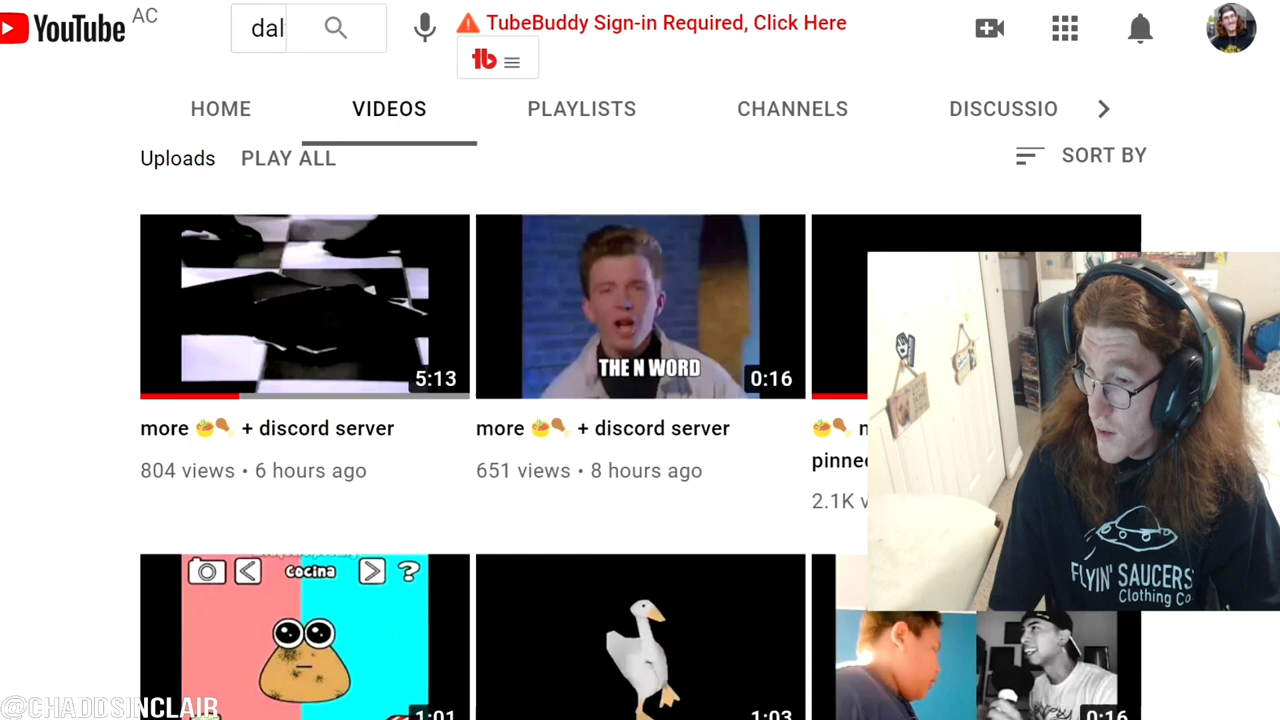 YouTube AC
dal
TubeBuddy Sign-in Required, Click Here
tb
HOME VIDEOS PLAYLISTS CHANNELS DISCUSSIO
Uploads PLAY ALL SORT BY
THE N WORD
5:13
0:16
more 🥙🍗 + discord server
804 views • 6 hours ago
more 🥙🍗 + discord server
651 views • 8 hours ago
🥙🍗
pinned
2.1K
FLYIN' SAUCERS
Clothing Co.
Cocina ?
1:01
1:03
0:16
@CHADDSINCLAIR